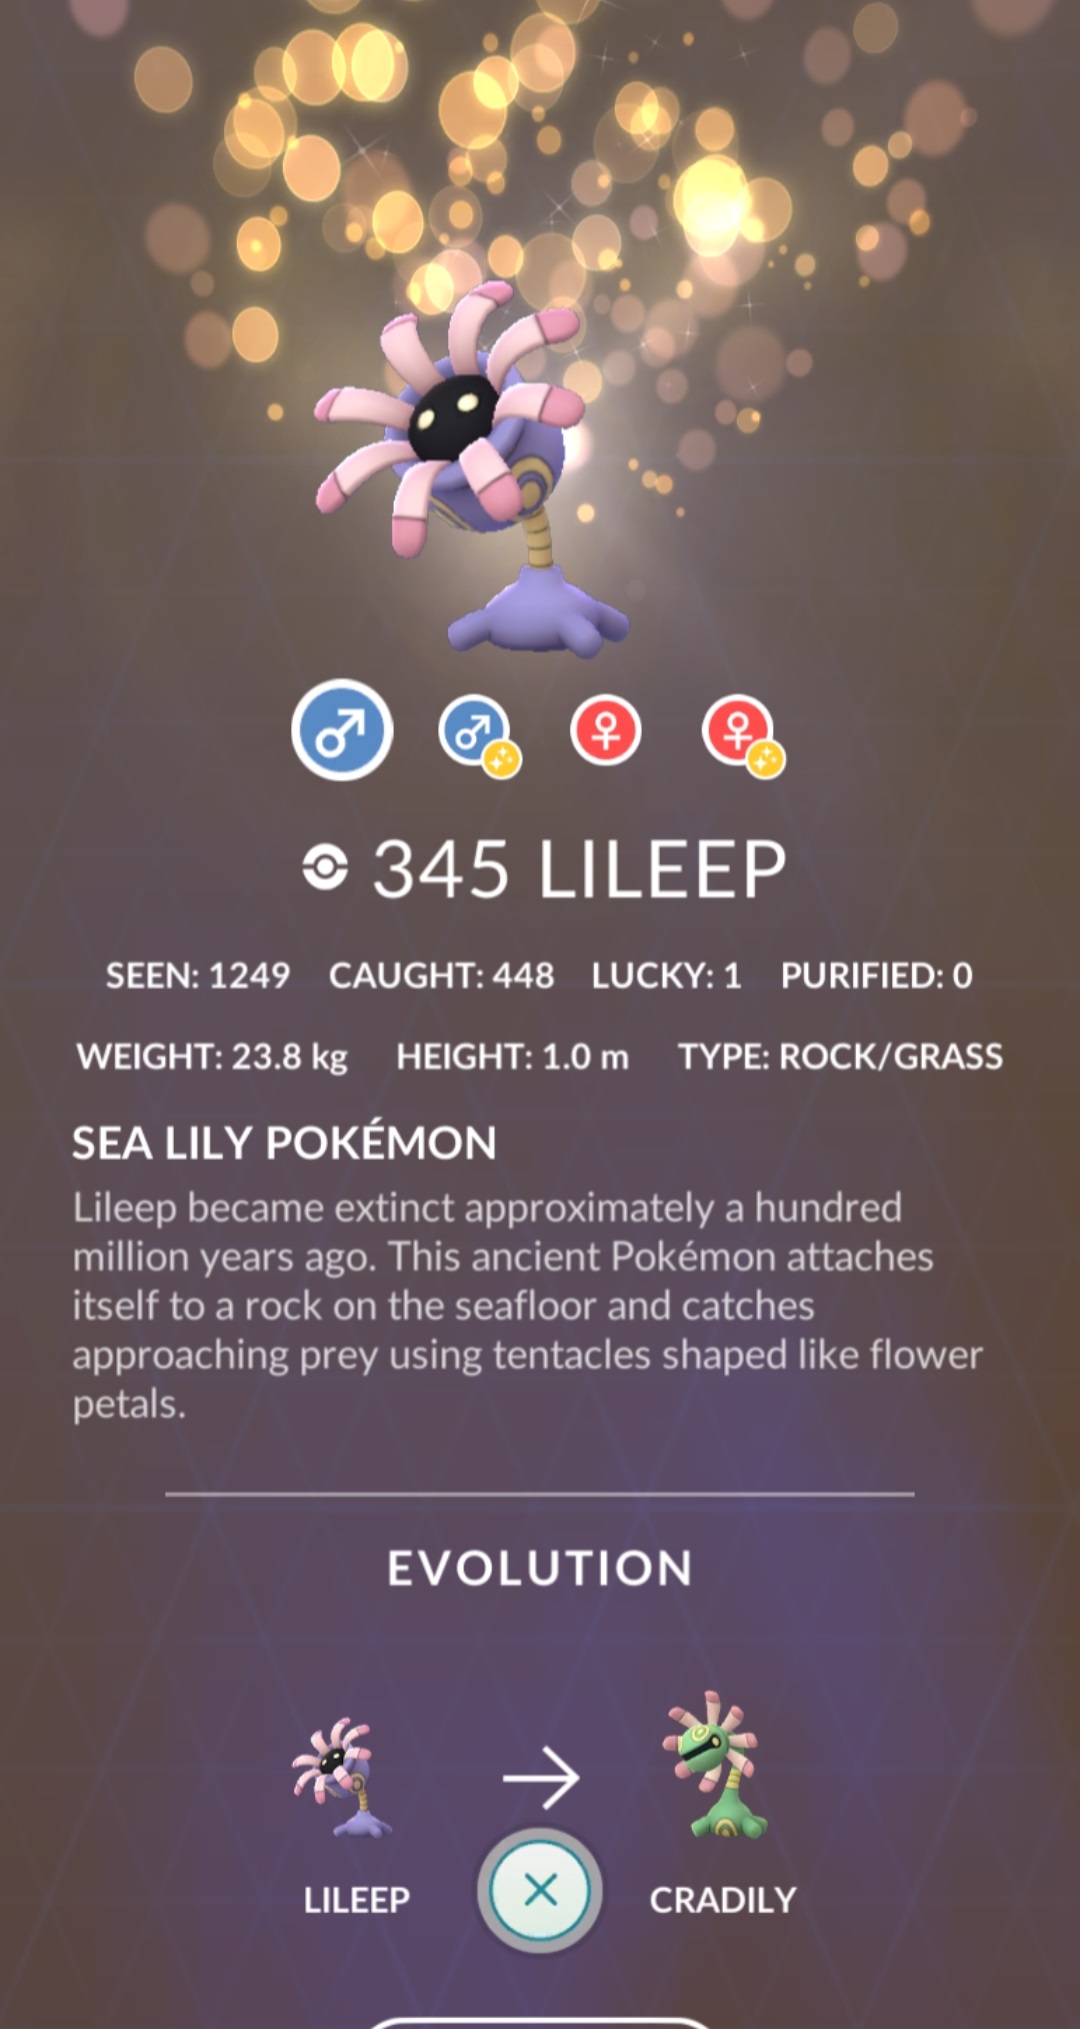 345 LILEEP
SEEN: 1249 CAUGHT: 448 LUCKY: 1 PURIFIED: 0
WEIGHT: 23.8 kg HEIGHT: 1.0 m TYPE: ROCK/GRASS
SEA LILY POKÉMON
Lileep became extinct approximately a hundred
million years ago. This ancient Pokémon attaches
itself to a rock on the seafloor and catches
approaching prey using tentacles shaped like flower
petals.
EVOLUTION
LILEEP CRADILY